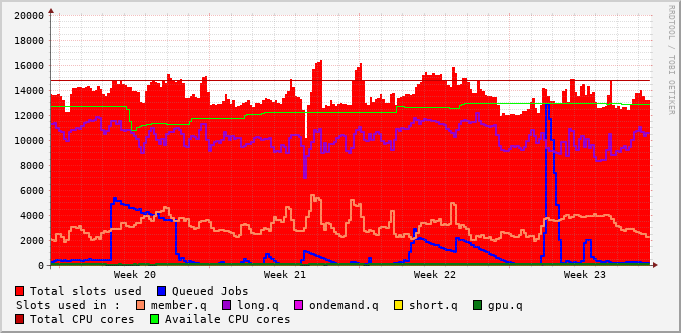 20000
18000
16000
14000
12000
10000
8000
6000
4000
2000
0
Week 20 Week 21 Week 22 Week 23
RRDTOOL / TOBI OETIKER
Total slots used Queued Jobs
Slots used in : member.q long.q ondemand.q short.q gpu.q
Total CPU cores Availale CPU cores